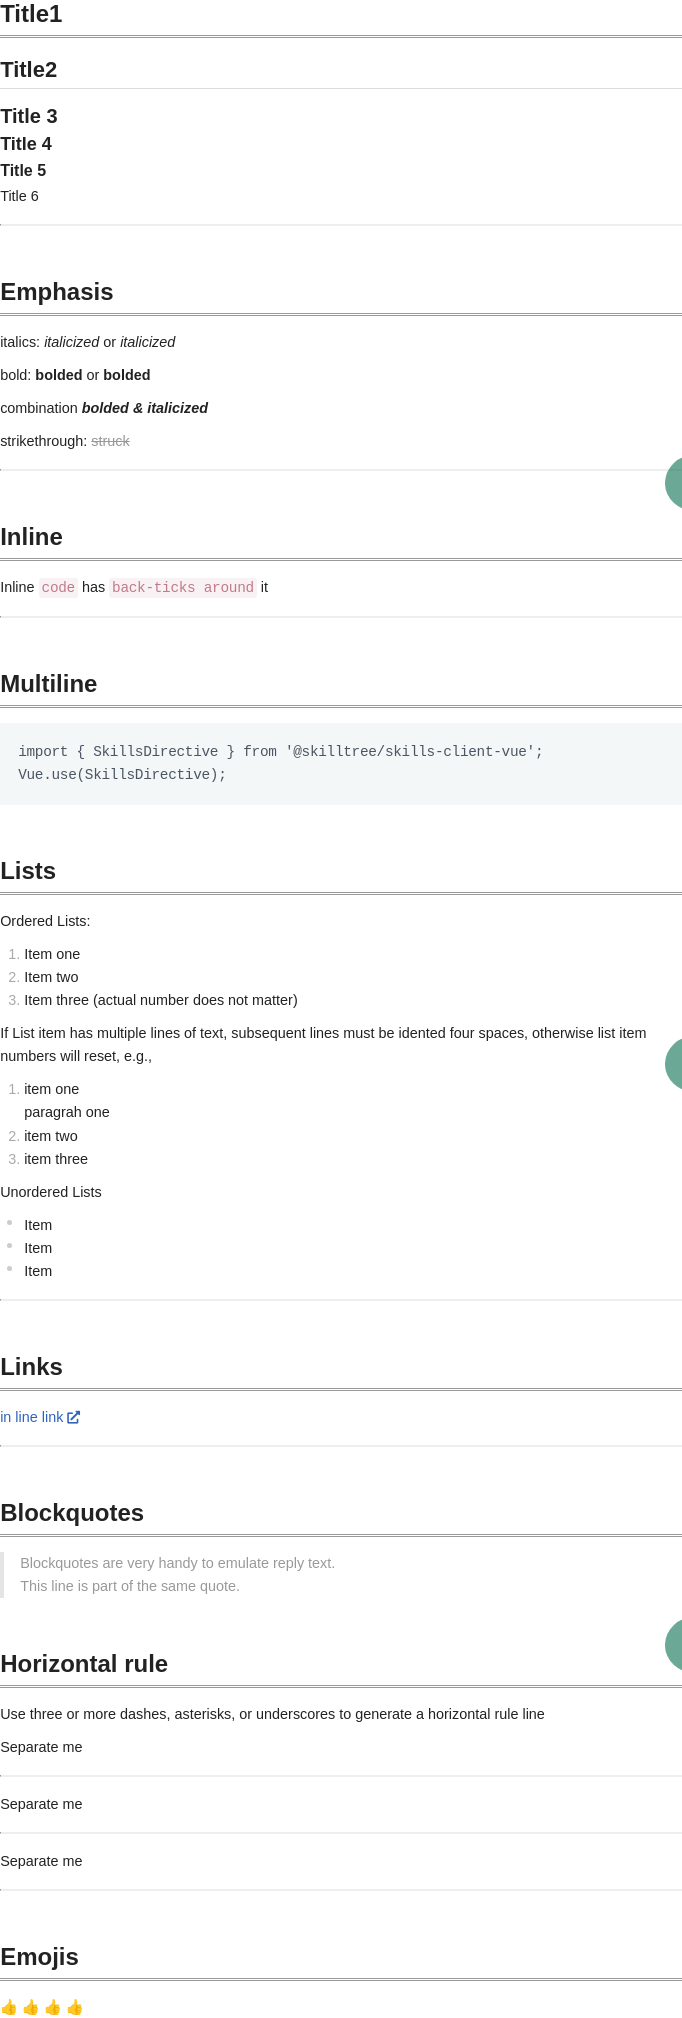 Title1
Title2
Title 3
Title 4
Title 5
Title 6
Emphasis
italics: italicized or italicized
bold: bolded or bolded
combination bolded & italicized
strikethrough: struck
Inline
Inline code has back-ticks around it
Multiline
import { SkillsDirective } from '@skilltree/skills-client-vue';
Vue.use(SkillsDirective);
Lists
Ordered Lists:
1. Item one
2. Item two
3. Item three (actual number does not matter)
If List item has multiple lines of text, subsequent lines must be idented four spaces, otherwise list item
numbers will reset, e.g.,
1. item one
paragrah one
2. item two
3. item three
Unordered Lists
• Item
• Item
• Item
Links
in line link
Blockquotes
Blockquotes are very handy to emulate reply text.
This line is part of the same quote.
Horizontal rule
Use three or more dashes, asterisks, or underscores to generate a horizontal rule line
Separate me
Separate me
Separate me
Emojis
👍 👍 👍 👍